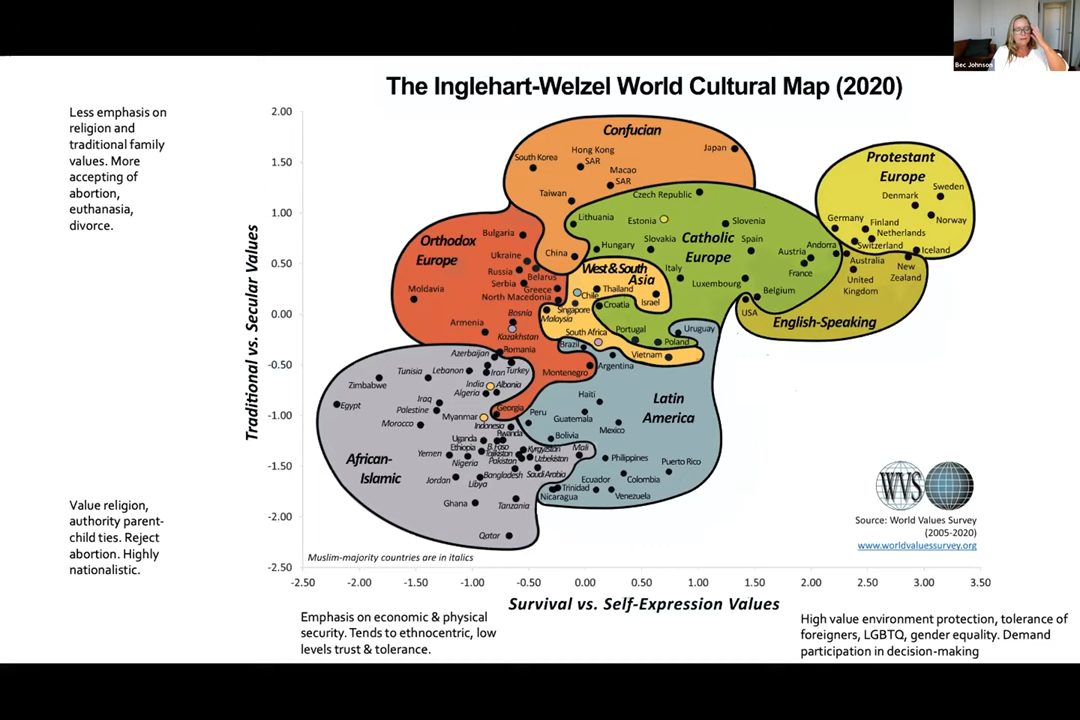 Bec Johnson
The Inglehart-Welzel World Cultural Map (2020)
Less emphasis on
religion and
traditional family
values. More
accepting of
abortion,
euthanasia,
divorce.
Value religion,
authority parent-
child ties. Reject
abortion. Highly
nationalistic.
Traditional vs. Secular Values
2.00
1.50
1.00
0.50
0.00
-0.50
-1.00
-1.50
-2.00
-2.50
Confucian
Japan
Hong Kong
SAR
South Korea
Macao
SAR
Taiwan
China
Protestant
Europe
Sweden
Denmark
Norway
Germany
Finland
Netherlands
Switzerland
Iceland
Andorra
Czech Republic
Lithuania
Estonia
Slovenia
Hungary
Slovakia
Catholic
Europe
Spain
Austria
France
Italy
Luxembourg
Belgium
Croatia
Portugal
Poland
Australia
United
Kingdom
New
Zealand
USA
English-Speaking
Orthodox
Europe
Bulgaria
Ukraine
Russia
Belarus
Serbia
Greece
North Macedonia
Moldavia
Bosnia
Armenia
Kazakhstan
Romania
Montenegro
Georgia
West & South
Asia
Thailand
Chile
Israel
Singapore
Malaysia
South Africa
Vietnam
Brazil
Uruguay
Argentina
Latin
America
Haiti
Peru
Guatemala
Mexico
Bolivia
Mali
Philippines
Puerto Rico
Ecuador
Colombia
Trinidad
Nicaragua
Venezuela
Azerbaijan
Tunisia
Lebanon
Iran
Turkey
Zimbabwe
India
Albania
Algeria
Egypt
Iraq
Palestine
Morocco
Myanmar
Indonesia
Rwanda
Uganda
Ethiopia
B. Faso
Yemen
Nigeria
Tajikistan
Kyrgyzstan
Pakistan
Uzbekistan
African-
Islamic
Jordan
Libya
Bangladesh
Saudi Arabia
Ghana
Tanzania
Qatar
Muslim-majority countries are in italics
WVS
Source: World Values Survey
(2005-2020)
www.worldvaluessurvey.org
-2.50 -2.00 -1.50 -1.00 -0.50 0.00 0.50 1.00 1.50 2.00 2.50 3.00 3.50
Survival vs. Self-Expression Values
Emphasis on economic & physical
security. Tends to ethnocentric, low
levels trust & tolerance.
High value environment protection, tolerance of
foreigners, LGBTQ, gender equality. Demand
participation in decision-making